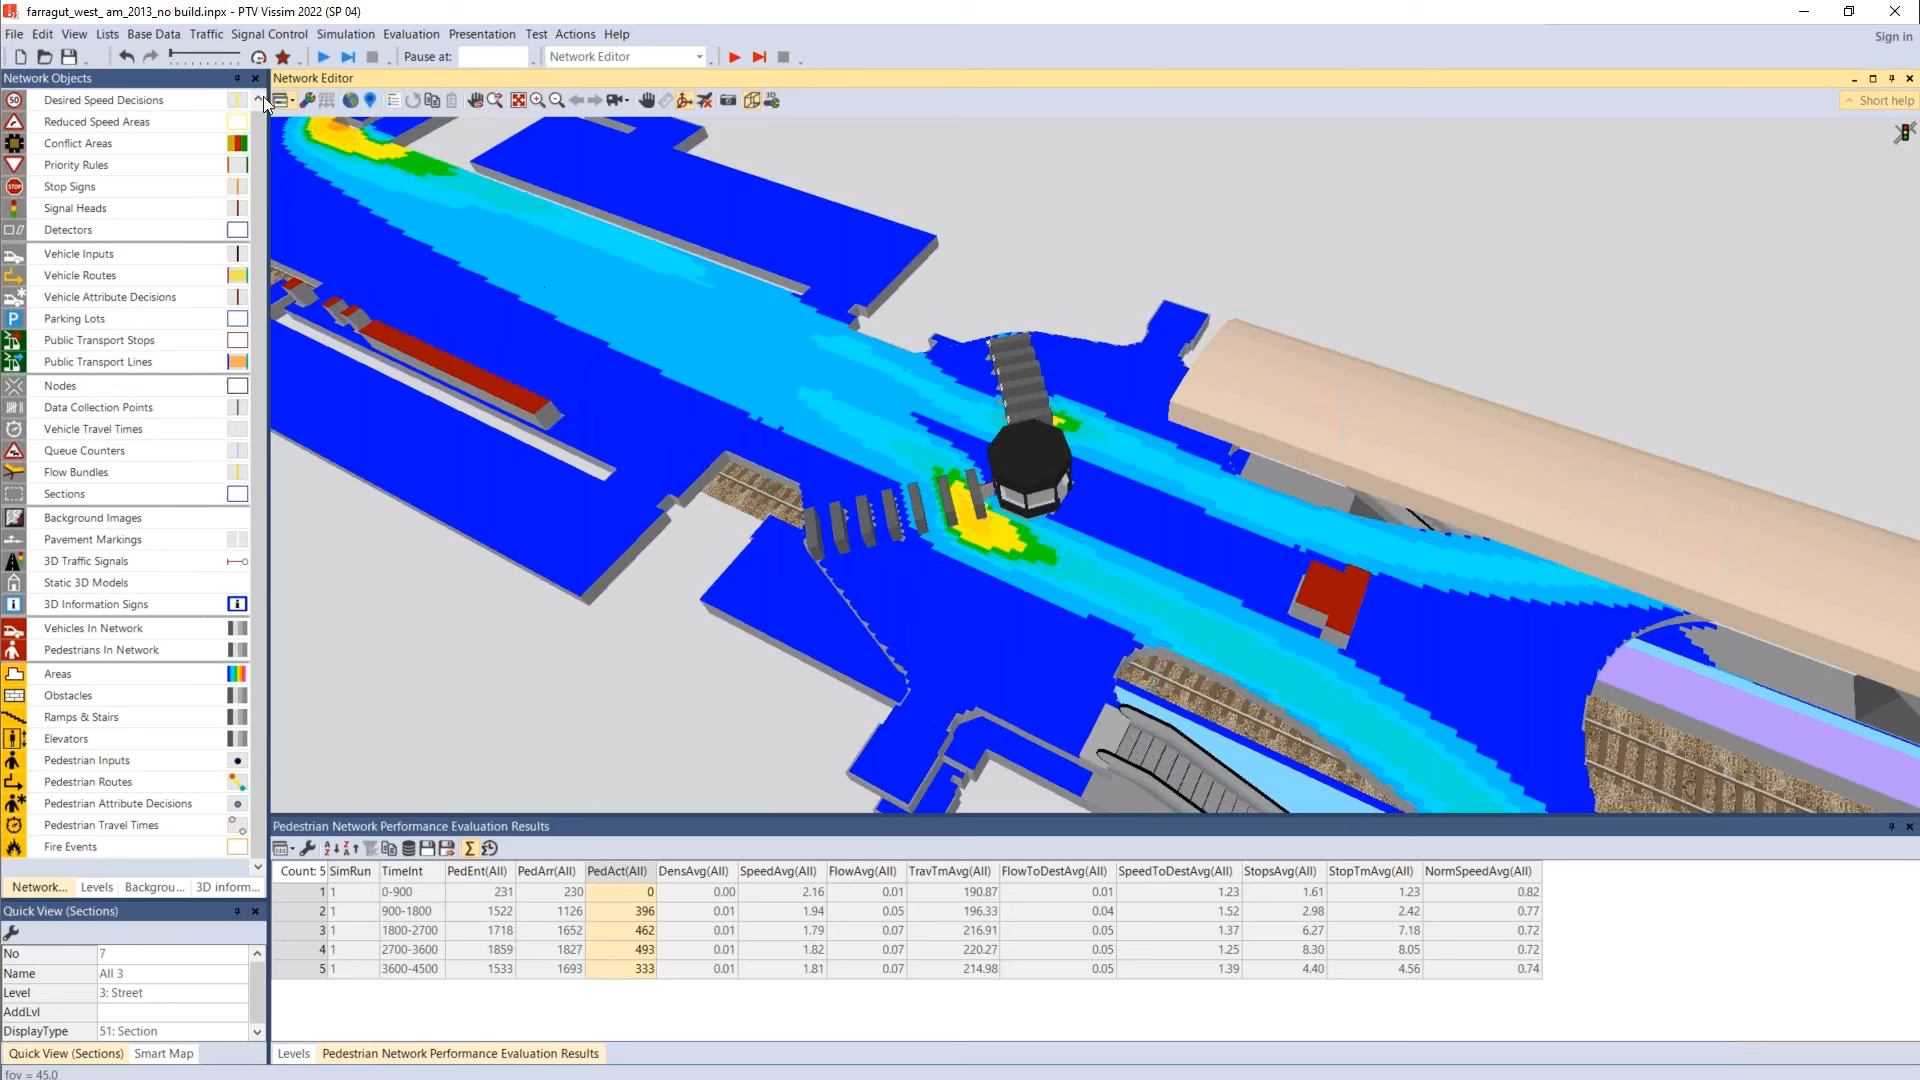 farragut_west_ am_2013_no build.inpx - PTV Vissim 2022 (SP 04)
File Edit View Lists Base Data Traffic Signal Control Simulation Evaluation Presentation Test Actions Help
Sign in
Pause at: Network Editor
Network Objects
Network Editor
Short help
50 Desired Speed Decisions
Reduced Speed Areas
Conflict Areas
Priority Rules
STOP Stop Signs
Signal Heads
Detectors
Vehicle Inputs
Vehicle Routes
Vehicle Attribute Decisions
P Parking Lots
Public Transport Stops
Public Transport Lines
Nodes
Data Collection Points
Vehicle Travel Times
Queue Counters
Flow Bundles
Sections
Background Images
Pavement Markings
3D Traffic Signals
Static 3D Models
3D Information Signs
Vehicles In Network
Pedestrians In Network
Areas
Obstacles
Ramps & Stairs
Elevators
Pedestrian Inputs
Pedestrian Routes
Pedestrian Attribute Decisions
Pedestrian Travel Times
Fire Events
Network... Levels Backgrou... 3D inform...
Quick View (Sections)
No 7
Name All 3
Level 3: Street
AddLvl
DisplayType 51: Section
Quick View (Sections) Smart Map
fov = 45.0
Pedestrian Network Performance Evaluation Results
Count: 5 SimRun TimeInt PedEnt(All) PedArr(All) PedAct(All) DensAvg(All) SpeedAvg(All) FlowAvg(All) TravTmAvg(All) FlowToDestAvg(All) SpeedToDestAvg(All) StopsAvg(All) StopTmAvg(All) NormSpeedAvg(All)
1 1 0-900 231 230 0 0.00 2.16 0.01 190.87 0.01 1.23 1.61 1.23 0.82
2 1 900-1800 1522 1126 396 0.01 1.94 0.05 196.33 0.04 1.52 2.98 2.42 0.77
3 1 1800-2700 1718 1652 462 0.01 1.79 0.07 216.91 0.05 1.37 6.27 7.18 0.72
4 1 2700-3600 1859 1827 493 0.01 1.82 0.07 220.27 0.05 1.25 8.30 8.05 0.72
5 1 3600-4500 1533 1693 333 0.01 1.81 0.07 214.98 0.05 1.39 4.40 4.56 0.74
Levels Pedestrian Network Performance Evaluation Results